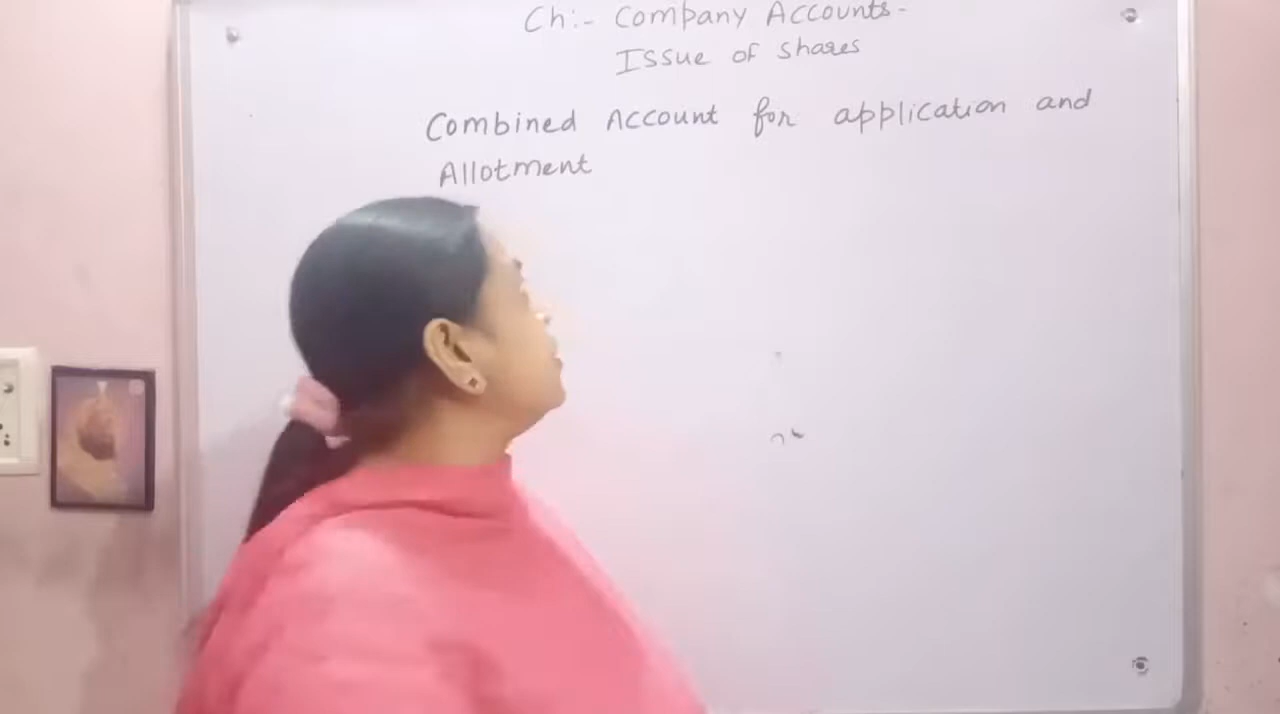 Ch:- Company Accounts-
Issue of shares
Combined Account for application and
Allotment